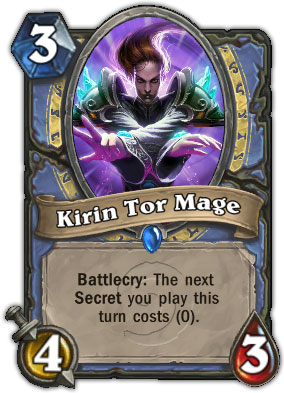 3
Kirin Tor Mage
Battlecry: The next
Secret you play this
turn costs (0).
4
3